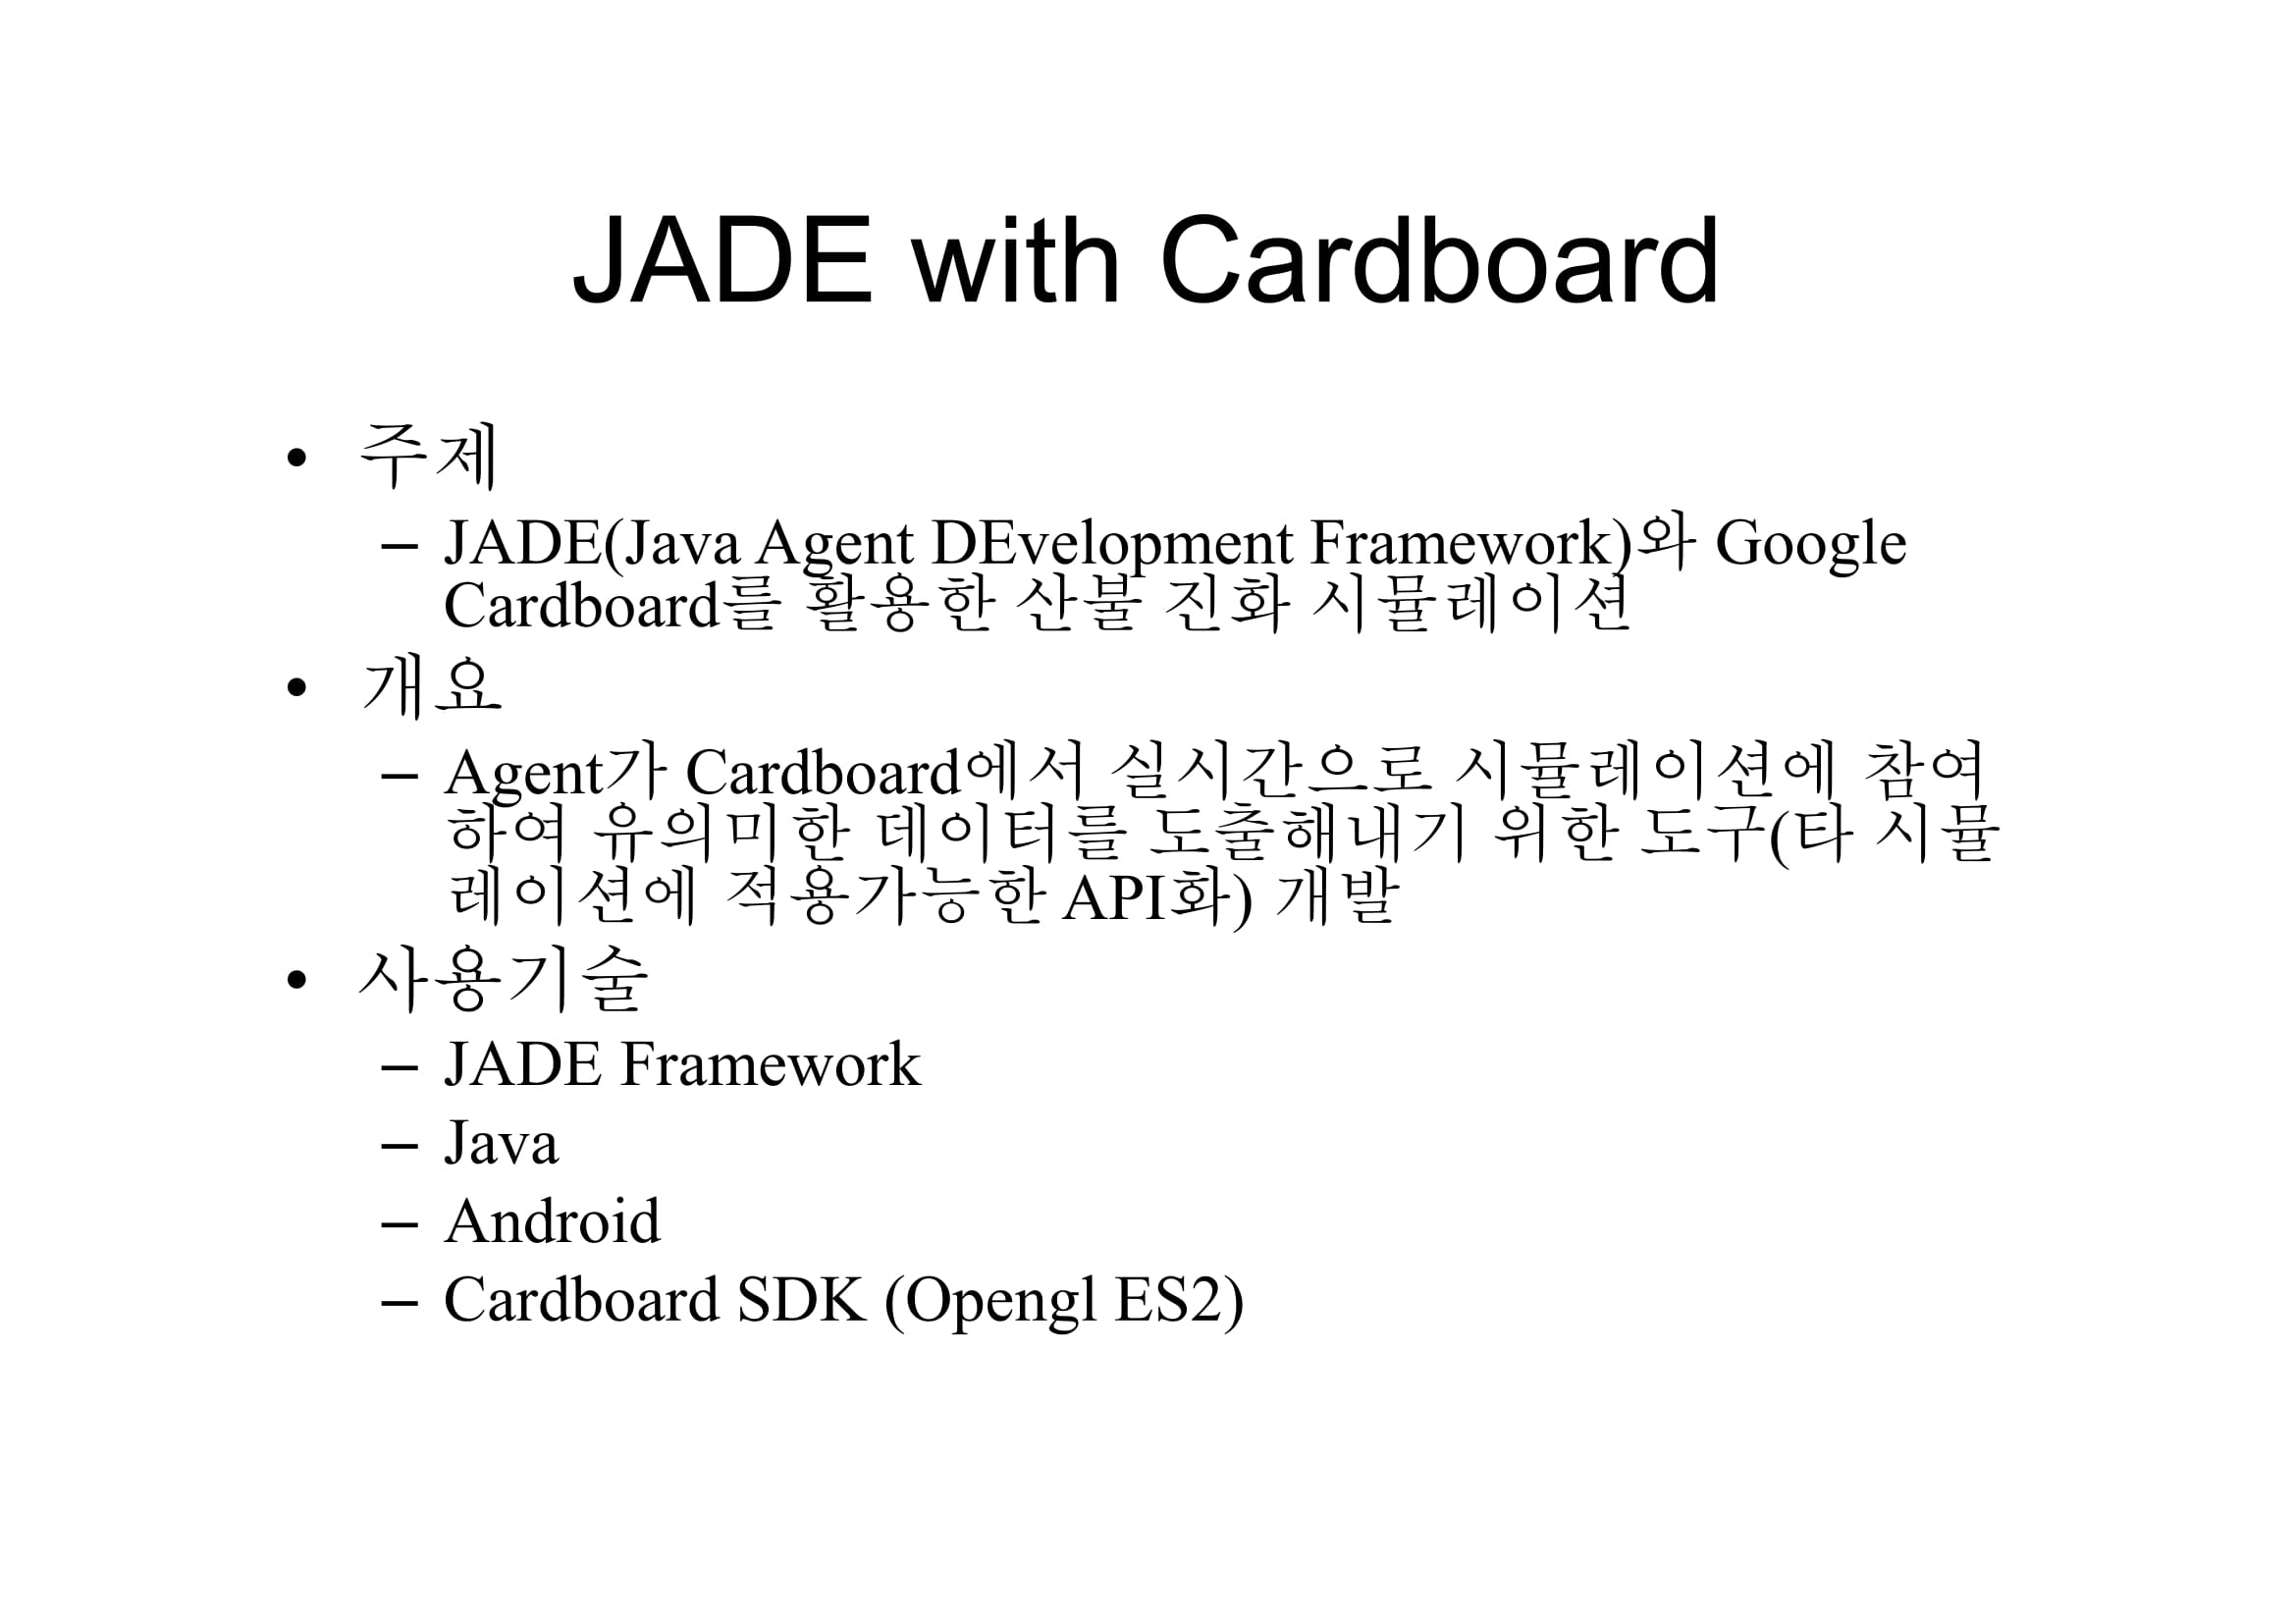 JADE with Cardboard
• 주제
– JADE(Java Agent DEvelopment Framework)와 Google
Cardboard를 활용한 산불 진화 시뮬레이션
• 개요
– Agent가 Cardboard에서 실시간으로 시뮬레이션에 참여
하여 유의미한 데이터를 도출해내기 위한 도구(타 시뮬
레이션에 적용가능한 API화) 개발
• 사용기술
– JADE Framework
– Java
– Android
– Cardboard SDK (Opengl ES2)